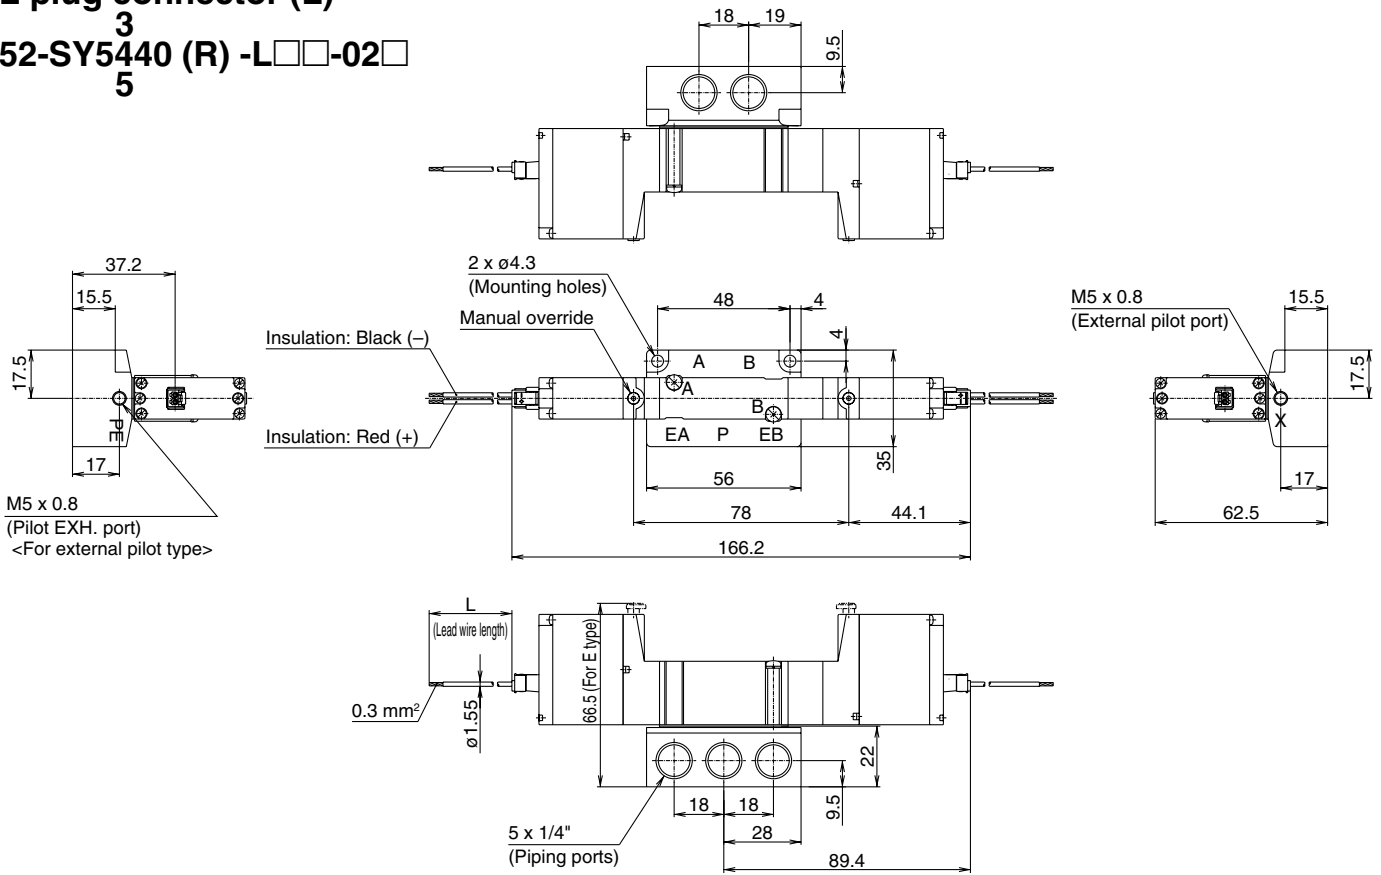 L plug connector (L)
3
52-SY5440 (R) -L□□-02□
5
18
19
9.5
37.2
15.5
17.5
PE
17
M5 x 0.8
(Pilot EXH. port)
<For external pilot type>
2 x ø4.3
(Mounting holes)
Manual override
Insulation: Black (–)
Insulation: Red (+)
48
4
4
A B
A
B
EA P EB
35
56
78
44.1
166.2
M5 x 0.8
(External pilot port)
15.5
17.5
X
17
62.5
L
(Lead wire length)
0.3 mm²
ø1.55
66.5 (For E type)
22
9.5
18
18
28
89.4
5 x 1/4"
(Piping ports)